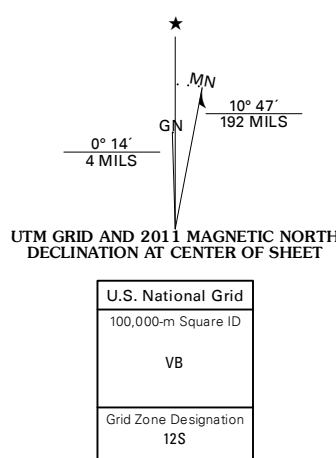 ★
MN
GN
10° 47´
192 MILS
0° 14´
4 MILS
UTM GRID AND 2011 MAGNETIC NORTH
DECLINATION AT CENTER OF SHEET
U.S. National Grid
100,000-m Square ID
VB
Grid Zone Designation
12S